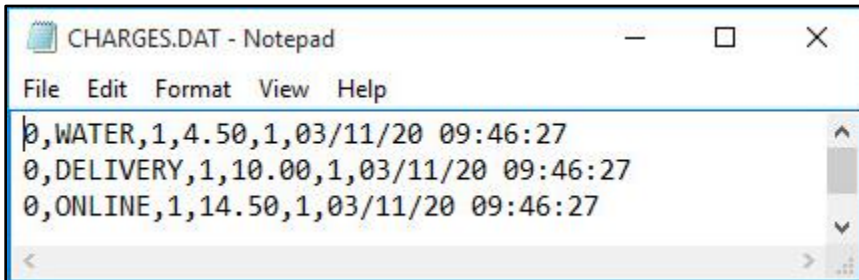 CHARGES.DAT - Notepad
File Edit Format View Help
0,WATER,1,4.50,1,03/11/20 09:46:27
0,DELIVERY,1,10.00,1,03/11/20 09:46:27
0,ONLINE,1,14.50,1,03/11/20 09:46:27